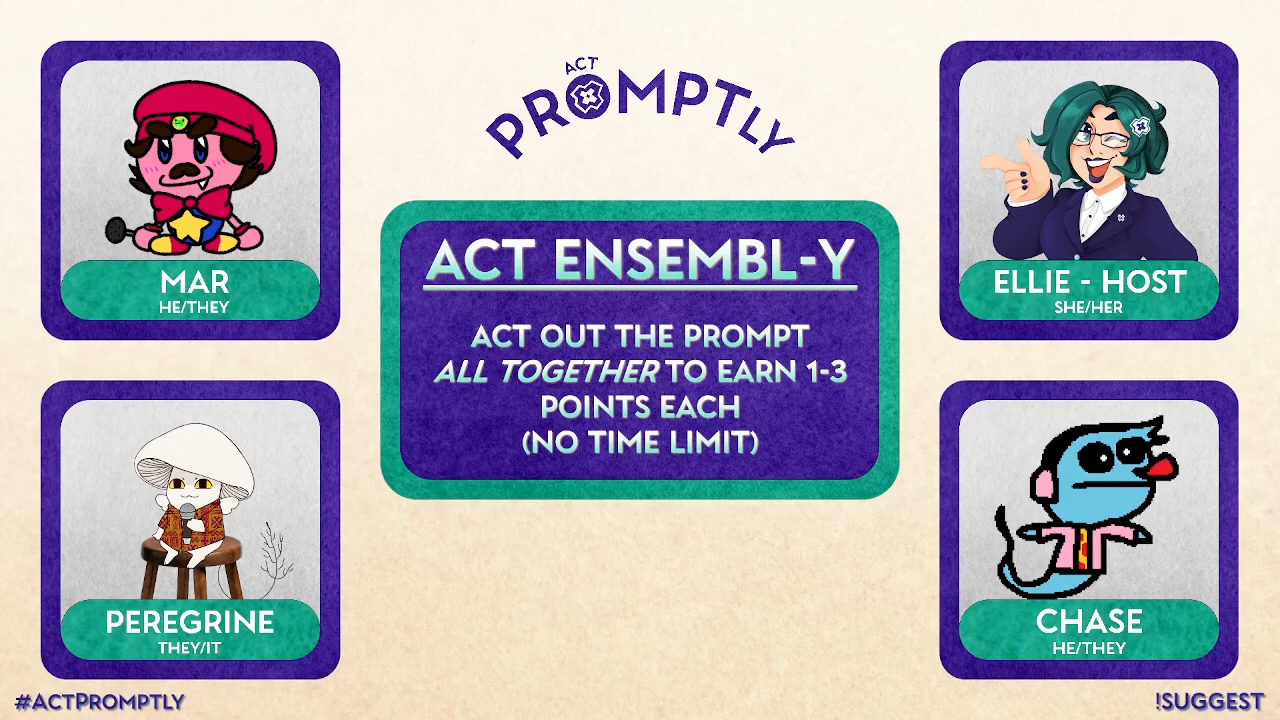 ACT
PROMPTLY
MAR
HE/THEY
ELLIE - HOST
SHE/HER
ACT ENSEMBL-Y
ACT OUT THE PROMPT
ALL TOGETHER TO EARN 1-3
POINTS EACH
(NO TIME LIMIT)
PEREGRINE
THEY/IT
CHASE
HE/THEY
#ACTPROMPTLY
!SUGGEST